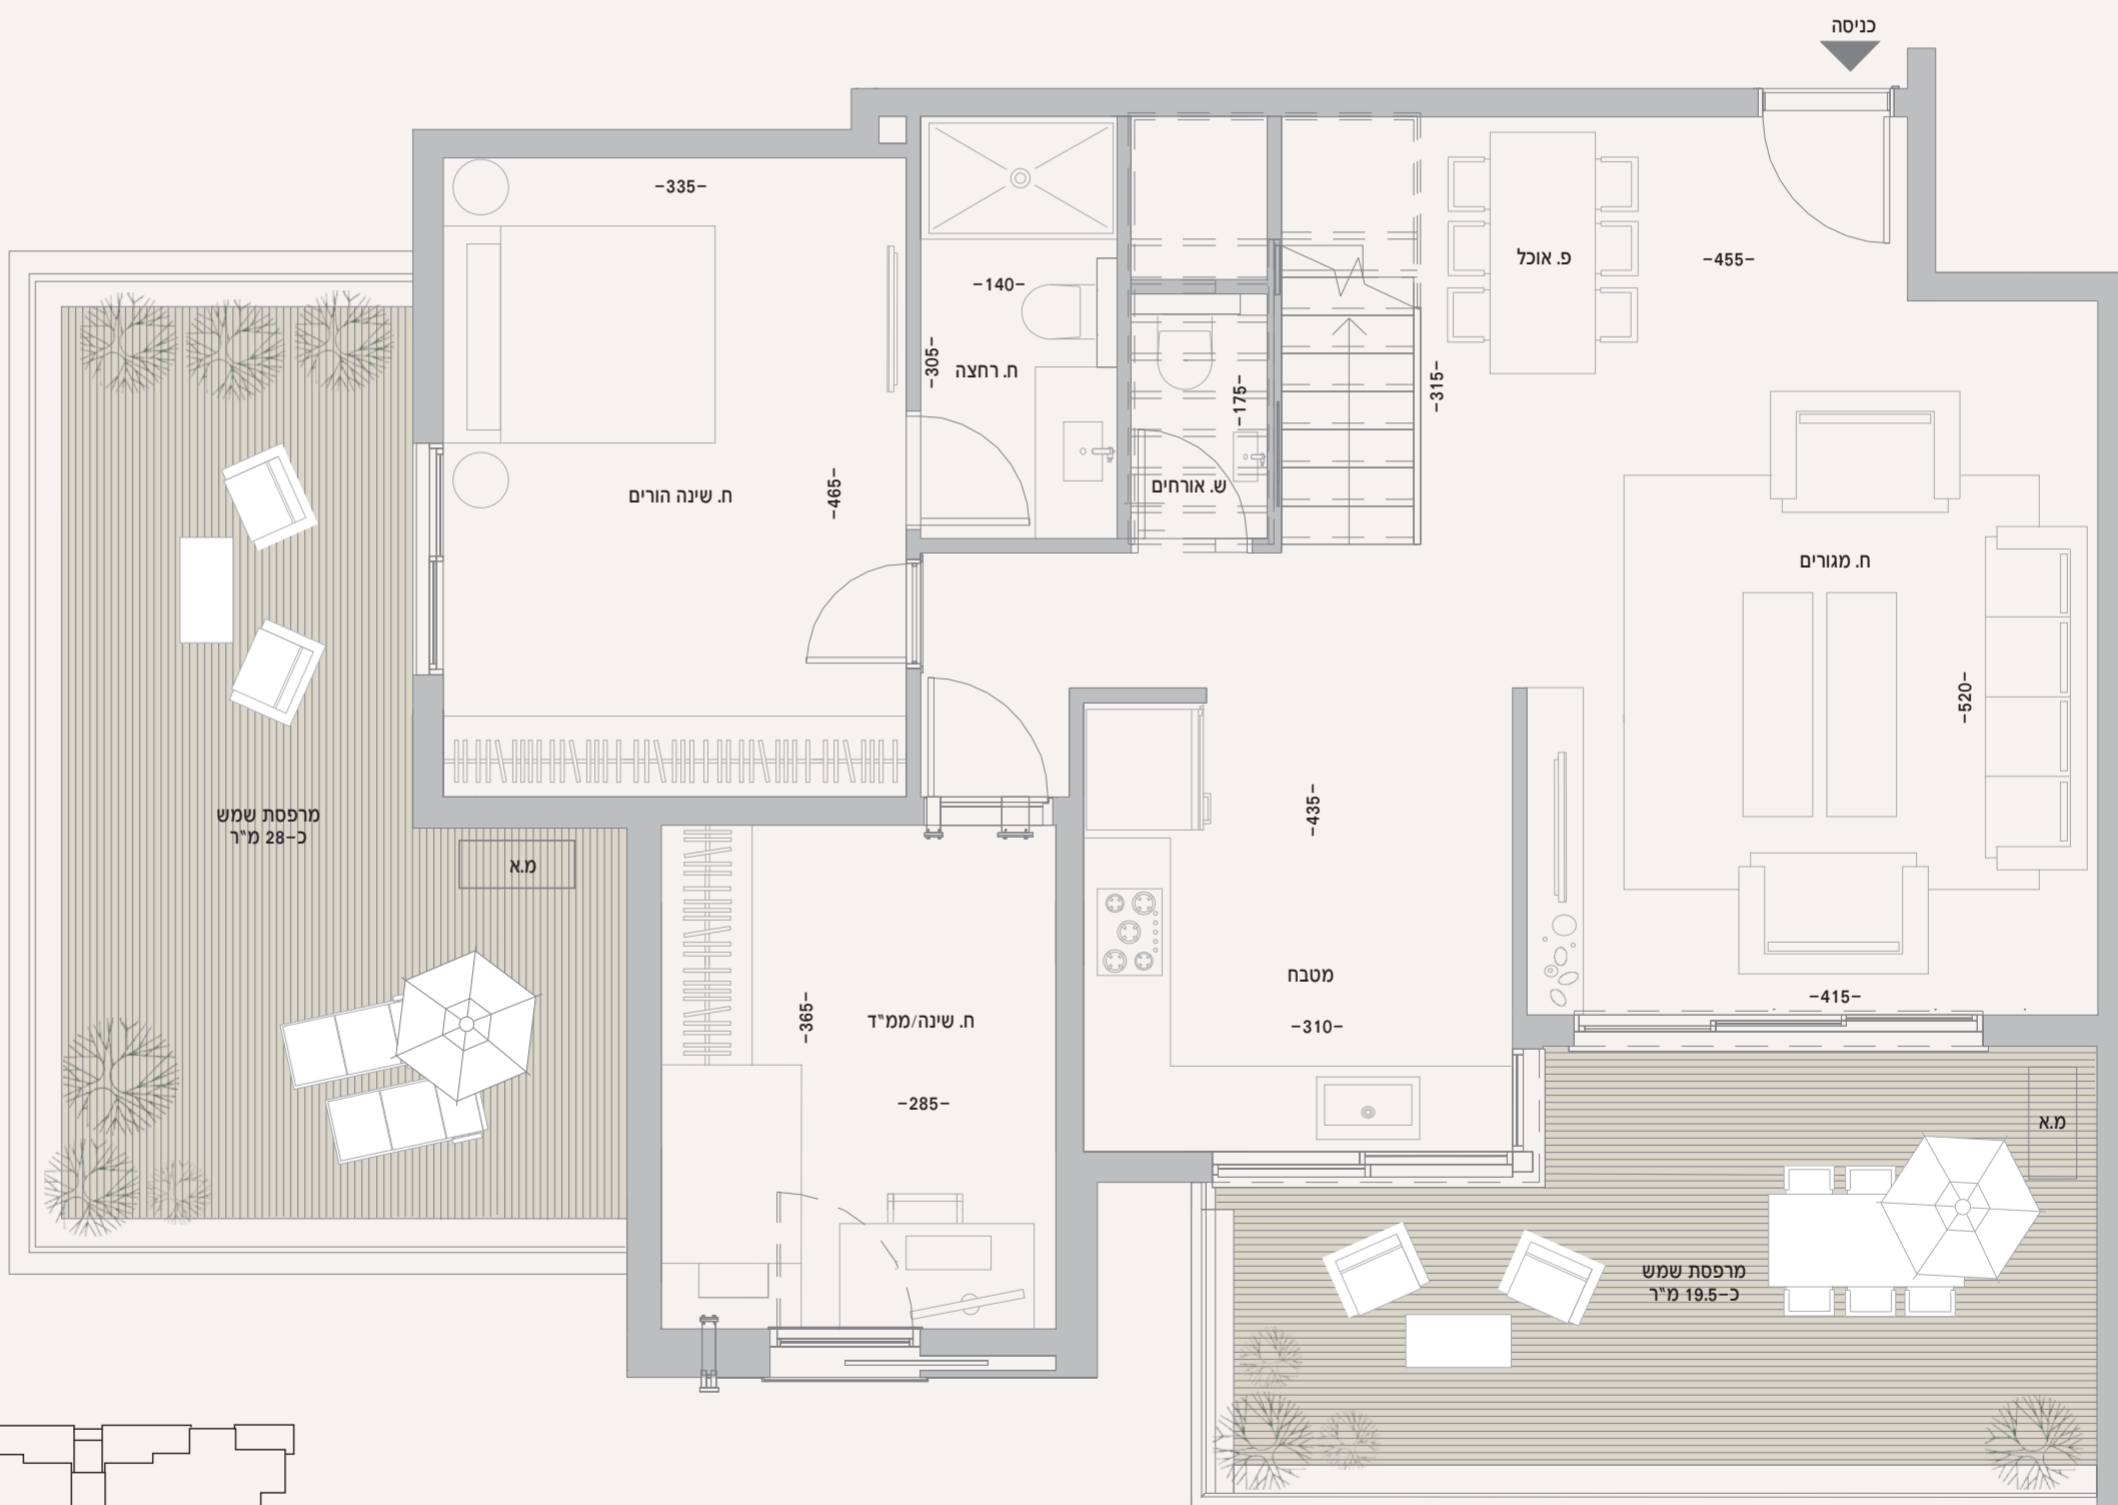 כניסה
-335-
-140-
פ. אוכל
-455-
-305-
ח. רחצה
-175-
-315-
ח. שינה הורים
-465-
ש. אורחים
ח. מגורים
-520-
מרפסת שמש
כ-28 מ"ר
מ.א
-435-
מטבח
-310-
-415-
ח. שינה/ממ"ד
-365-
-285-
מ.א
מרפסת שמש
כ-19.5 מ"ר